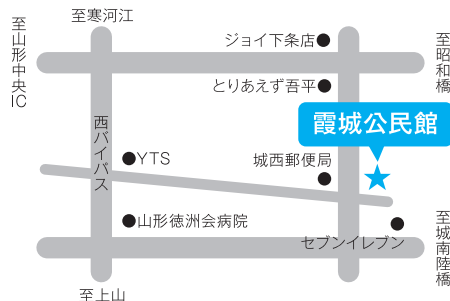 至寒河江
至山形中央IC
ジョイ下条店
至昭和橋
とりあえず吾平
霞城公民館
西バイパス
YTS
城西郵便局
山形徳洲会病院
セブンイレブン
至城南陸橋
至上山